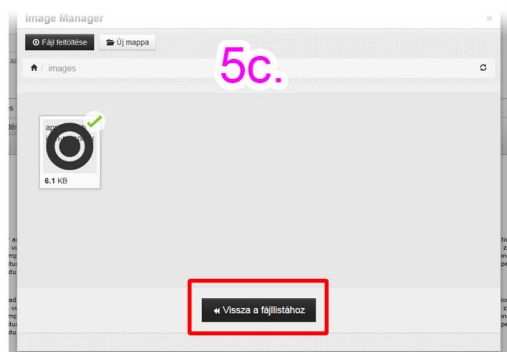 Image Manager
×
Fájl feltöltése
Új mappa
5c.
/ images
6.1 KB
Vissza a fájllistához